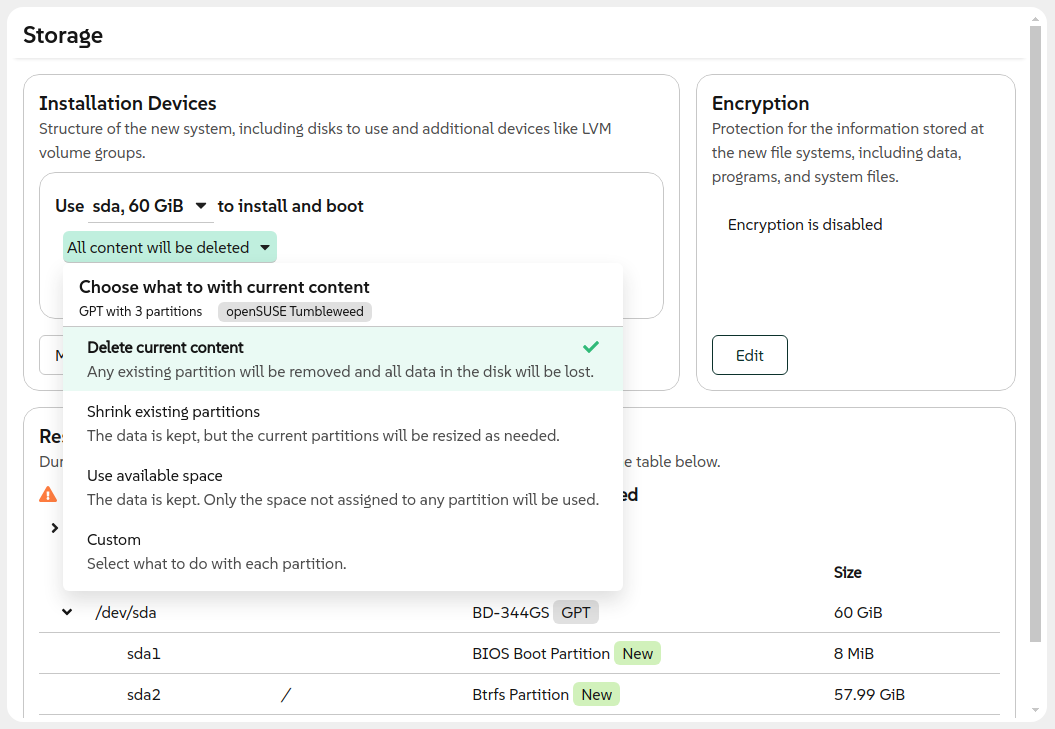 Storage
Installation Devices
Structure of the new system, including disks to use and additional devices like LVM
volume groups.
Use sda, 60 GiB to install and boot
All content will be deleted
Choose what to with current content
GPT with 3 partitions openSUSE Tumbleweed
Delete current content
Any existing partition will be removed and all data in the disk will be lost.
Shrink existing partitions
The data is kept, but the current partitions will be resized as needed.
Use available space
The data is kept. Only the space not assigned to any partition will be used.
Custom
Select what to do with each partition.
Encryption
Protection for the information stored at
the new file systems, including data,
programs, and system files.
Encryption is disabled
Edit
table below.
Size
/dev/sda BD-344GS GPT 60 GiB
sda1 BIOS Boot Partition New 8 MiB
sda2 / Btrfs Partition New 57.99 GiB